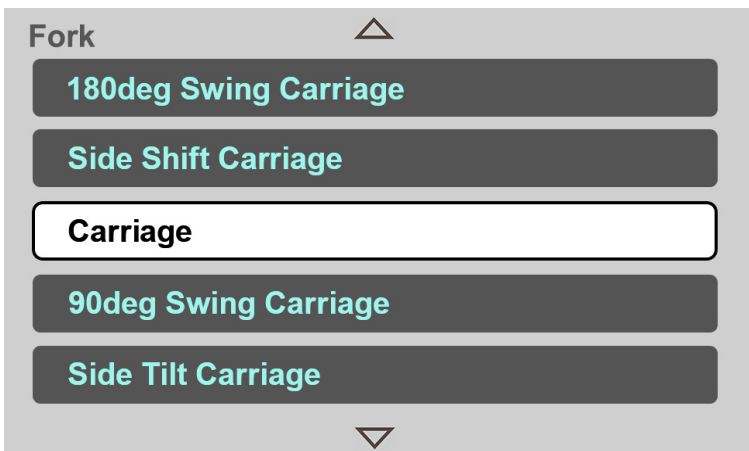 Fork
180deg Swing Carriage
Side Shift Carriage
Carriage
90deg Swing Carriage
Side Tilt Carriage